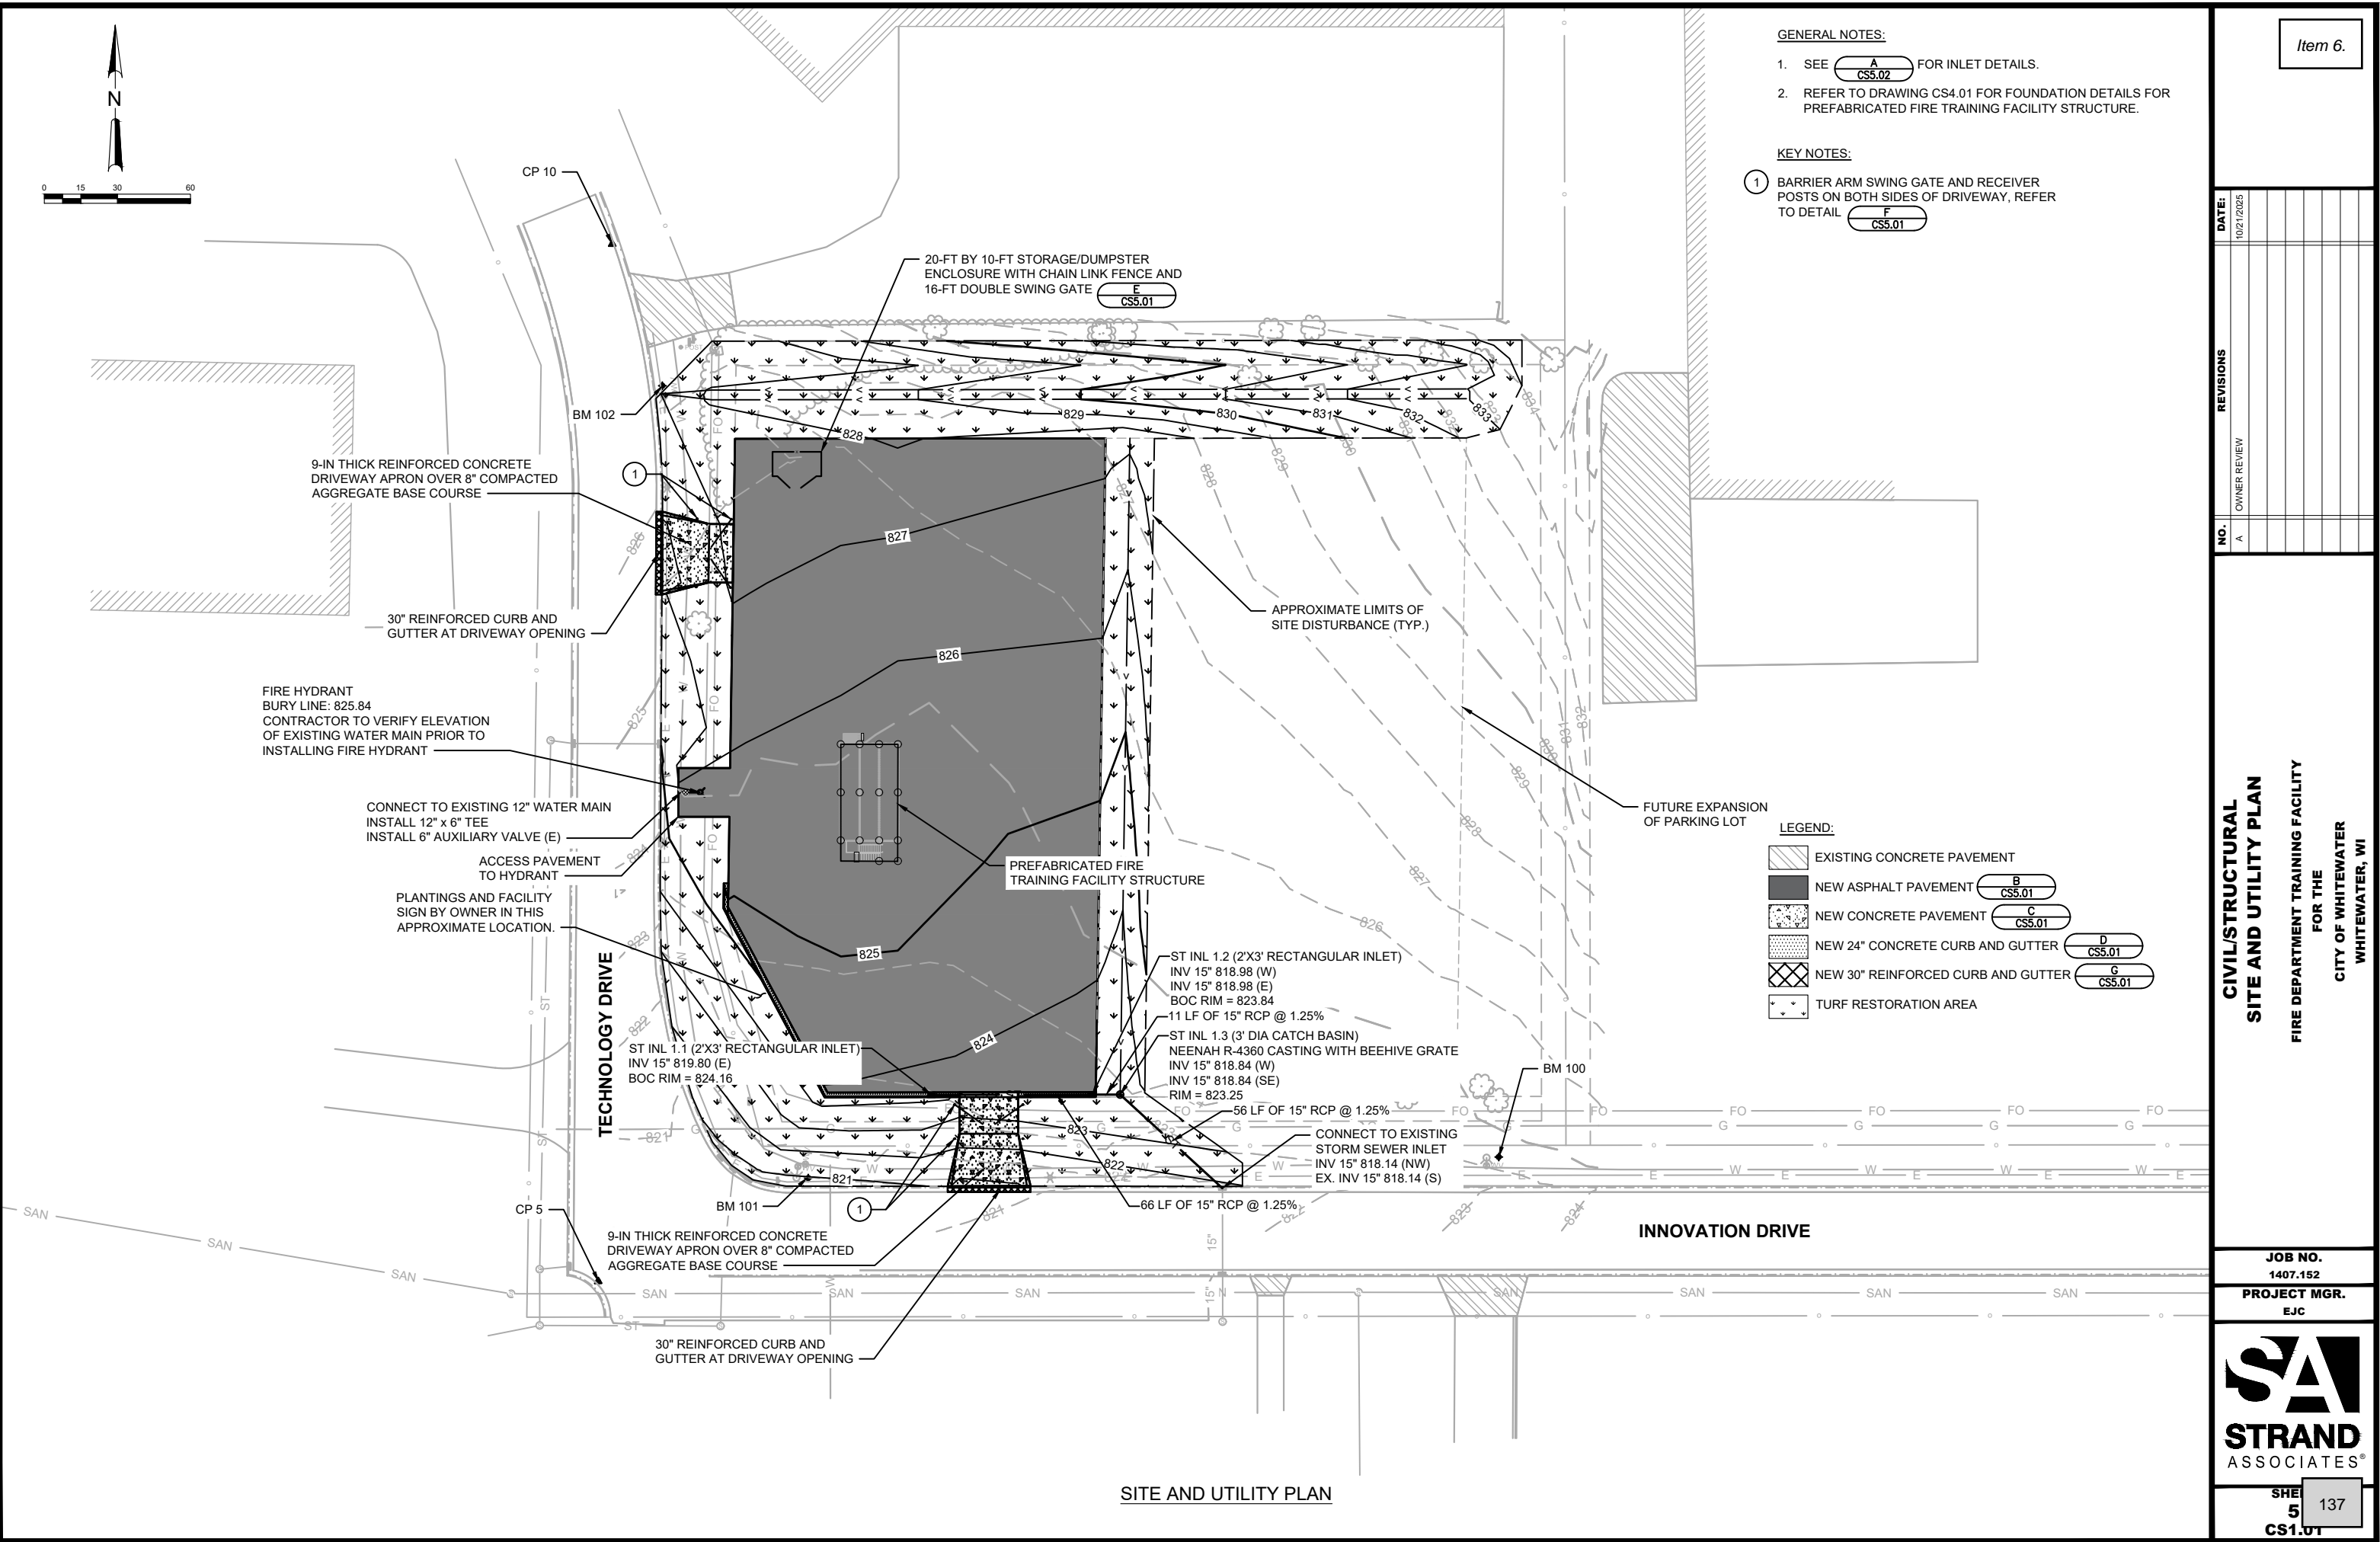 Item 6.
GENERAL NOTES:
1. SEE A CS5.02 FOR INLET DETAILS.
2. REFER TO DRAWING CS4.01 FOR FOUNDATION DETAILS FOR
PREFABRICATED FIRE TRAINING FACILITY STRUCTURE.
KEY NOTES:
1 BARRIER ARM SWING GATE AND RECEIVER
POSTS ON BOTH SIDES OF DRIVEWAY, REFER
TO DETAIL F CS5.01
N
0 15 30 60
CP 10
20-FT BY 10-FT STORAGE/DUMPSTER
ENCLOSURE WITH CHAIN LINK FENCE AND
16-FT DOUBLE SWING GATE E CS5.01
BM 102
828
829
830
831
832
833
834
9-IN THICK REINFORCED CONCRETE
DRIVEWAY APRON OVER 8" COMPACTED
AGGREGATE BASE COURSE
1
827
826
30" REINFORCED CURB AND
GUTTER AT DRIVEWAY OPENING
APPROXIMATE LIMITS OF
SITE DISTURBANCE (TYP.)
826
FIRE HYDRANT
BURY LINE: 825.84
CONTRACTOR TO VERIFY ELEVATION
OF EXISTING WATER MAIN PRIOR TO
INSTALLING FIRE HYDRANT
825
CONNECT TO EXISTING 12" WATER MAIN
INSTALL 12" x 6" TEE
INSTALL 6" AUXILIARY VALVE (E)
FUTURE EXPANSION
OF PARKING LOT
ACCESS PAVEMENT
TO HYDRANT
PREFABRICATED FIRE
TRAINING FACILITY STRUCTURE
PLANTINGS AND FACILITY
SIGN BY OWNER IN THIS
APPROXIMATE LOCATION.
LEGEND:
EXISTING CONCRETE PAVEMENT
NEW ASPHALT PAVEMENT B CS5.01
NEW CONCRETE PAVEMENT C CS5.01
NEW 24" CONCRETE CURB AND GUTTER D CS5.01
NEW 30" REINFORCED CURB AND GUTTER G CS5.01
TURF RESTORATION AREA
825
824
ST INL 1.2 (2'X3' RECTANGULAR INLET)
INV 15" 818.98 (W)
INV 15" 818.98 (E)
BOC RIM = 823.84
11 LF OF 15" RCP @ 1.25%
ST INL 1.3 (3' DIA CATCH BASIN)
NEENAH R-4360 CASTING WITH BEEHIVE GRATE
INV 15" 818.84 (W)
INV 15" 818.84 (SE)
RIM = 823.25
TECHNOLOGY DRIVE
ST INL 1.1 (2'X3' RECTANGULAR INLET)
INV 15" 819.80 (E)
BOC RIM = 824.16
BM 100
56 LF OF 15" RCP @ 1.25%
CONNECT TO EXISTING
STORM SEWER INLET
INV 15" 818.14 (NW)
EX. INV 15" 818.14 (S)
823
822
821
66 LF OF 15" RCP @ 1.25%
CP 5
BM 101
1
INNOVATION DRIVE
9-IN THICK REINFORCED CONCRETE
DRIVEWAY APRON OVER 8" COMPACTED
AGGREGATE BASE COURSE
30" REINFORCED CURB AND
GUTTER AT DRIVEWAY OPENING
SAN SAN SAN SAN SAN SAN SAN SAN SAN SAN
SITE AND UTILITY PLAN
NO. REVISIONS DATE:
A OWNER REVIEW 10/21/2025
CIVIL/STRUCTURAL
SITE AND UTILITY PLAN
FIRE DEPARTMENT TRAINING FACILITY
FOR THE
CITY OF WHITEWATER
WHITEWATER, WI
JOB NO.
1407.152
PROJECT MGR.
EJC
SA
STRAND
ASSOCIATES®
5
CS1.01
137